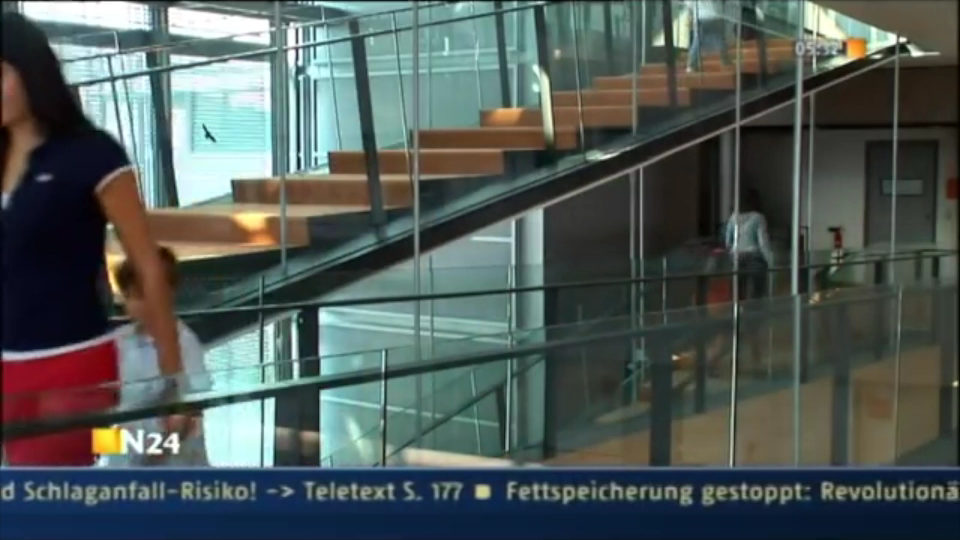 05:32
N24
d Schlaganfall-Risiko! -> Teletext S. 177 ■ Fettspeicherung gestoppt: Revolutionä